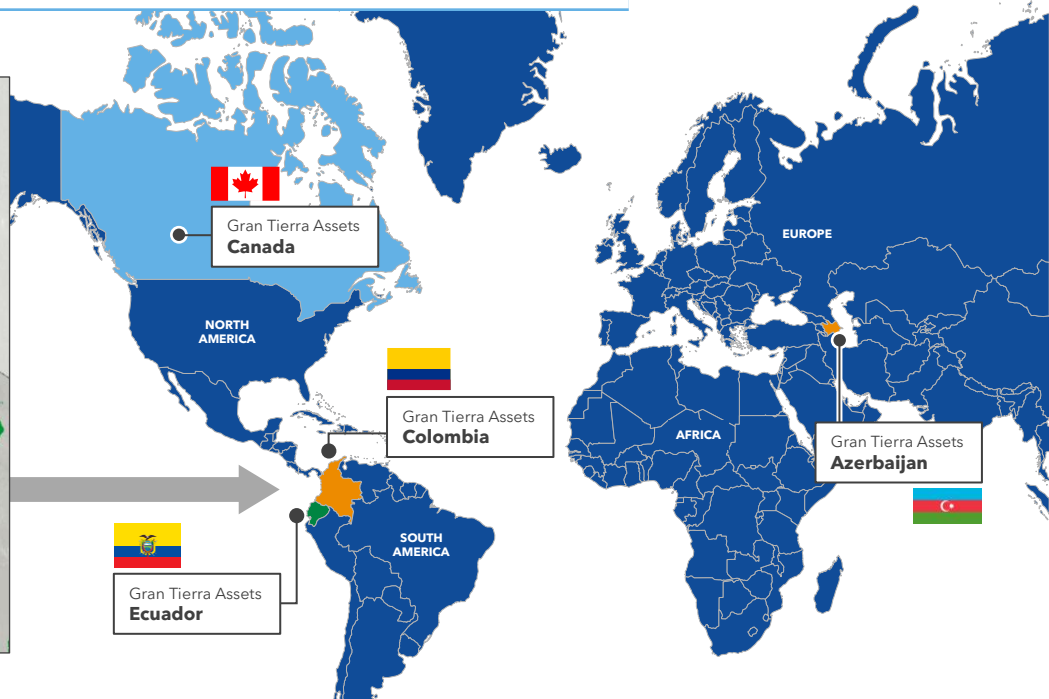 Gran Tierra Assets
Canada
EUROPE
NORTH
AMERICA
Gran Tierra Assets
Colombia
AFRICA
Gran Tierra Assets
Azerbaijan
SOUTH
AMERICA
Gran Tierra Assets
Ecuador